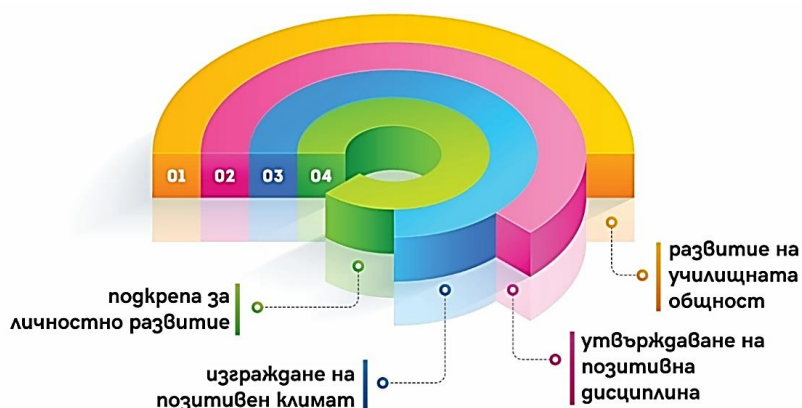 01 02 03 04
подкрепа за
личностно развитие
изграждане на
позитивен климат
утвърждаване на
позитивна
дисциплина
развитие на
училищната
общност